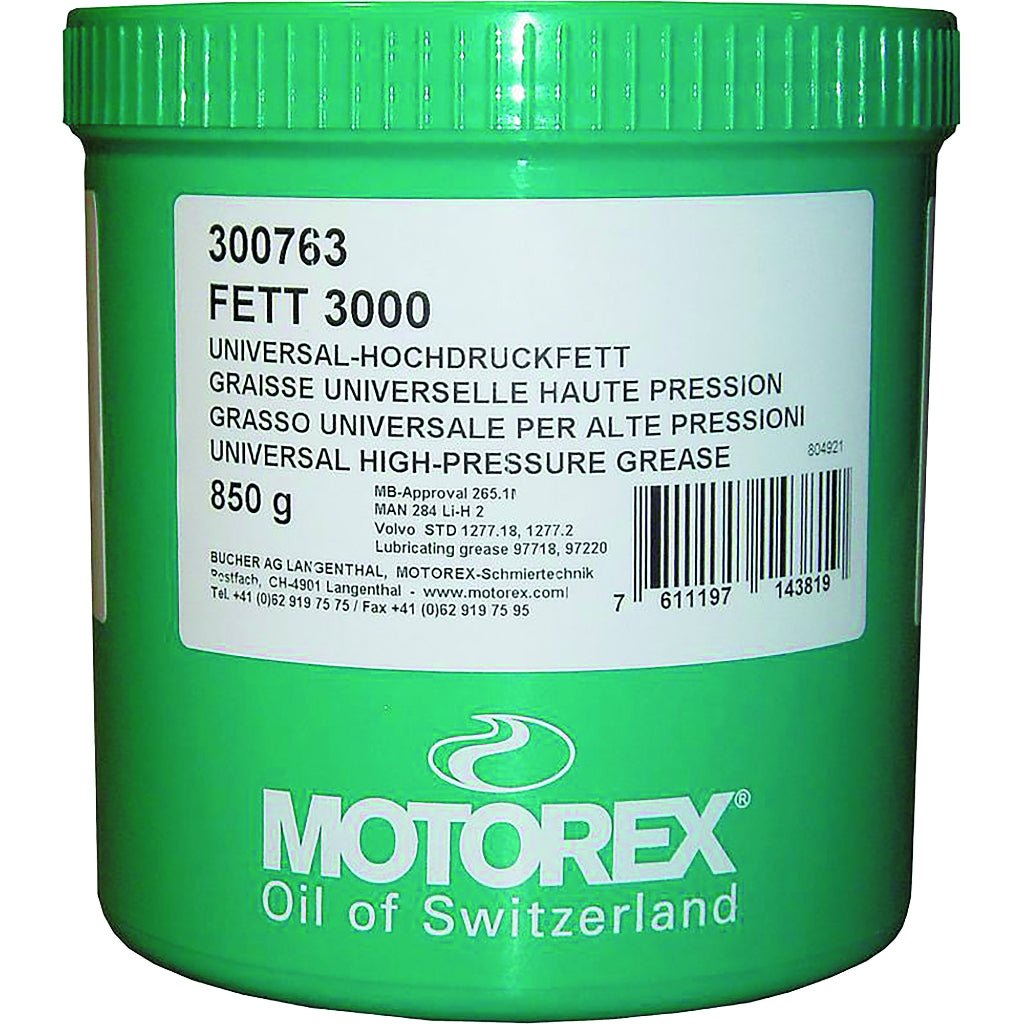 300763
FETT 3000
UNIVERSAL-HOCHDRUCKFETT
GRAISSE UNIVERSELLE HAUTE PRESSION
GRASSO UNIVERSALE PER ALTE PRESSIONI
UNIVERSAL HIGH-PRESSURE GREASE
804921
850 g
MB-Approval
MAN 284 Li-H 2
Volvo STD 1277.18, 1277.2
Lubricating grease 97718, 97220
BUCHER AG LANGENTHAL, MOTOREX-Schmiertechnik
Postfach, CH-4901 Langenthal - www.motorex.com
Tel. +41 (0)62 919 75 75 / Fax +41 (0)62 919 75 95
7 611197 143819
MOTOREX®
Oil of Switzerland